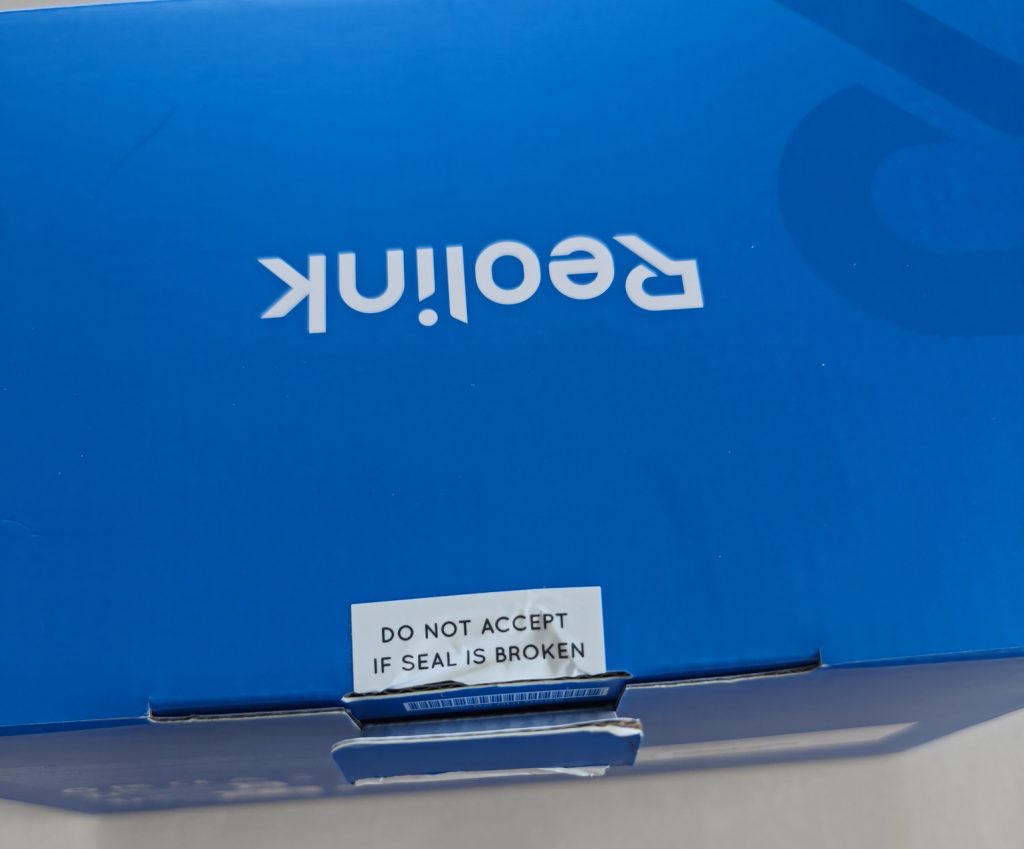 Reolink
DO NOT ACCEPT
IF SEAL IS BROKEN